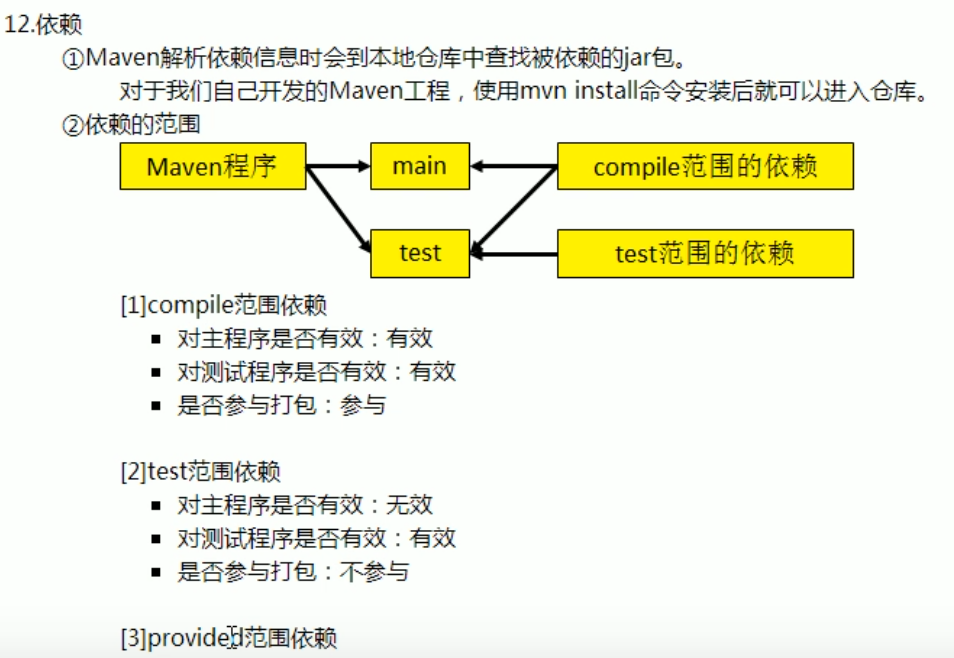 12.依赖
①Maven解析依赖信息时会到本地仓库中查找被依赖的jar包。
对于我们自己开发的Maven工程，使用mvn install命令安装后就可以进入仓库。
②依赖的范围
Maven程序 main compile范围的依赖
test test范围的依赖
[1]compile范围依赖
▪ 对主程序是否有效：有效
▪ 对测试程序是否有效：有效
▪ 是否参与打包：参与
[2]test范围依赖
▪ 对主程序是否有效：无效
▪ 对测试程序是否有效：有效
▪ 是否参与打包：不参与
[3]provided范围依赖